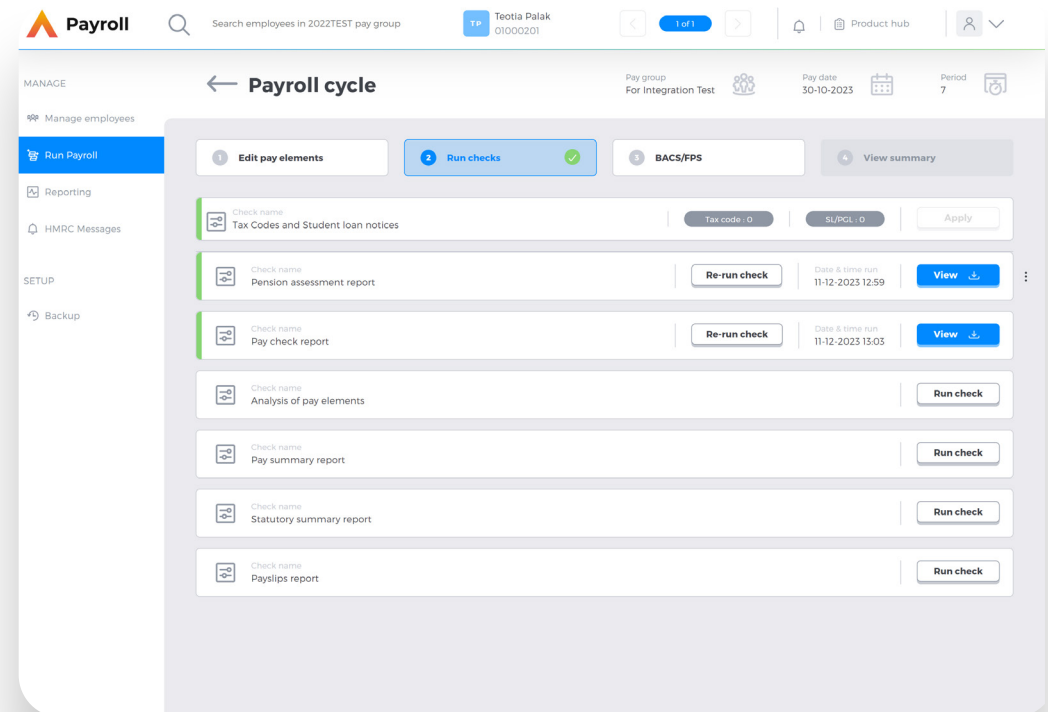 Payroll
Search employees in 2022TEST pay group
TP
Teotia Palak
01000201
1 of 1
Product hub
MANAGE
Manage employees
Run Payroll
Reporting
HMRC Messages
SETUP
Backup
Payroll cycle
Pay group
For Integration Test
Pay date
30-10-2023
Period
7
1 Edit pay elements
2 Run checks
3 BACS/FPS
4 View summary
Check name
Tax Codes and Student loan notices
Tax code : 0
SL/PGL : 0
Apply
Check name
Pension assessment report
Re-run check
Date & time run
11-12-2023 12:59
View
Check name
Pay check report
Re-run check
Date & time run
11-12-2023 13:03
View
Check name
Analysis of pay elements
Run check
Check name
Pay summary report
Run check
Check name
Statutory summary report
Run check
Check name
Payslips report
Run check